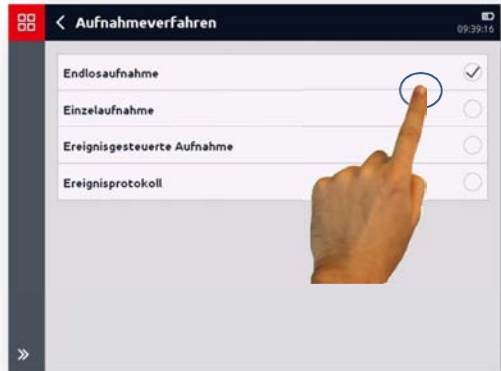 Aufnahmeverfahren
09:39:16
Endlosaufnahme
Einzelaufnahme
Ereignisgesteuerte Aufnahme
Ereignisprotokoll